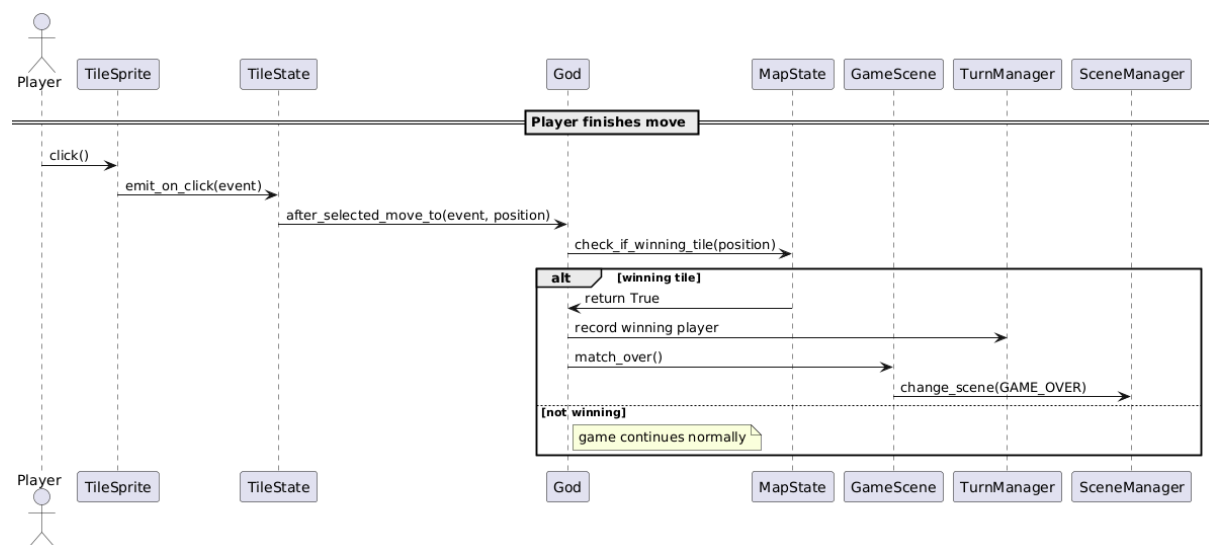 Player
TileSprite
TileState
God
MapState
GameScene
TurnManager
SceneManager
Player finishes move
click()
emit_on_click(event)
after_selected_move_to(event, position)
check_if_winning_tile(position)
alt
[winning tile]
return True
record winning player
match_over()
change_scene(GAME_OVER)
[not winning]
game continues normally
Player
TileSprite
TileState
God
MapState
GameScene
TurnManager
SceneManager